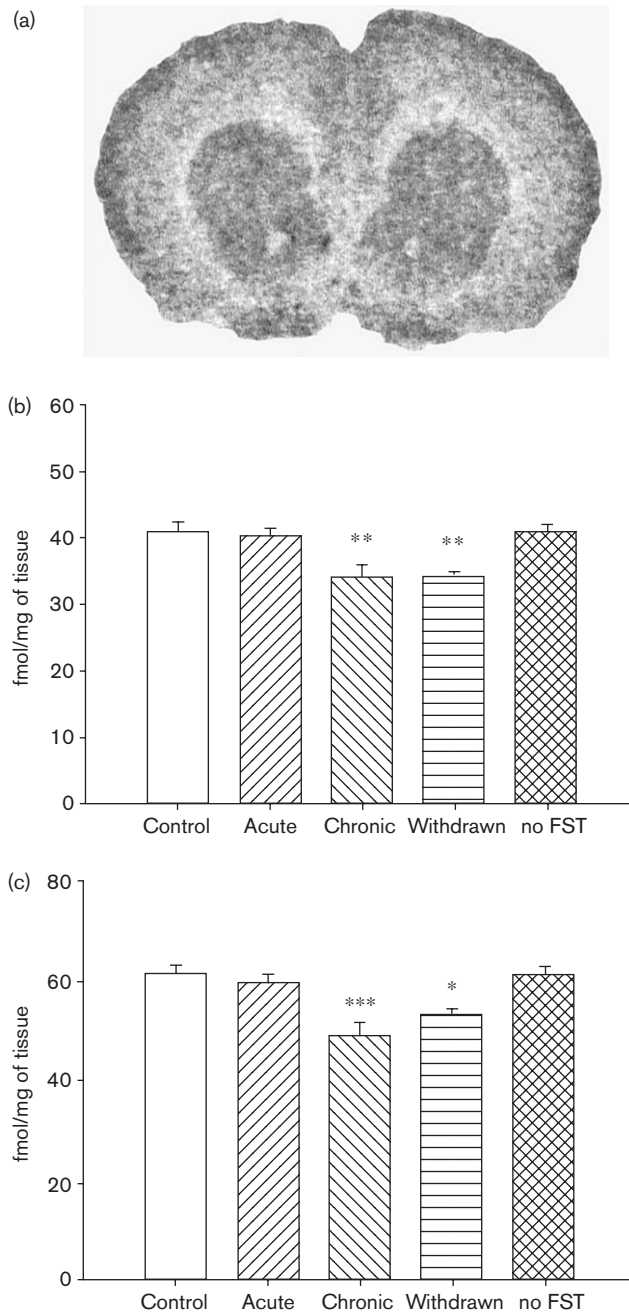 (a)
(b)
60
50
40
30
20
10
0
fmol/mg of tissue
** **
Control Acute Chronic Withdrawn no FST
(c)
80
60
40
20
0
fmol/mg of tissue
*** *
Control Acute Chronic Withdrawn no FST